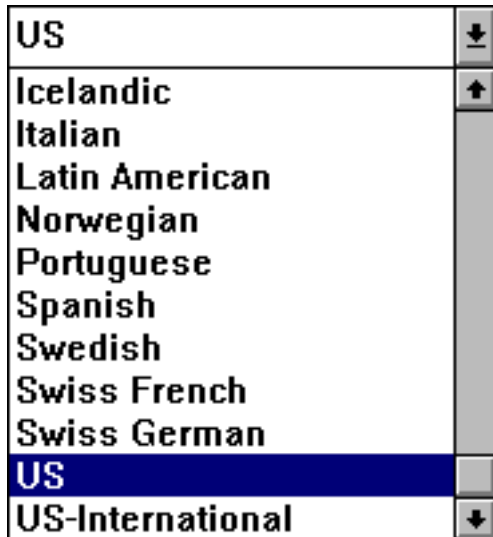 US
Icelandic
Italian
Latin American
Norwegian
Portuguese
Spanish
Swedish
Swiss French
Swiss German
US
US-International